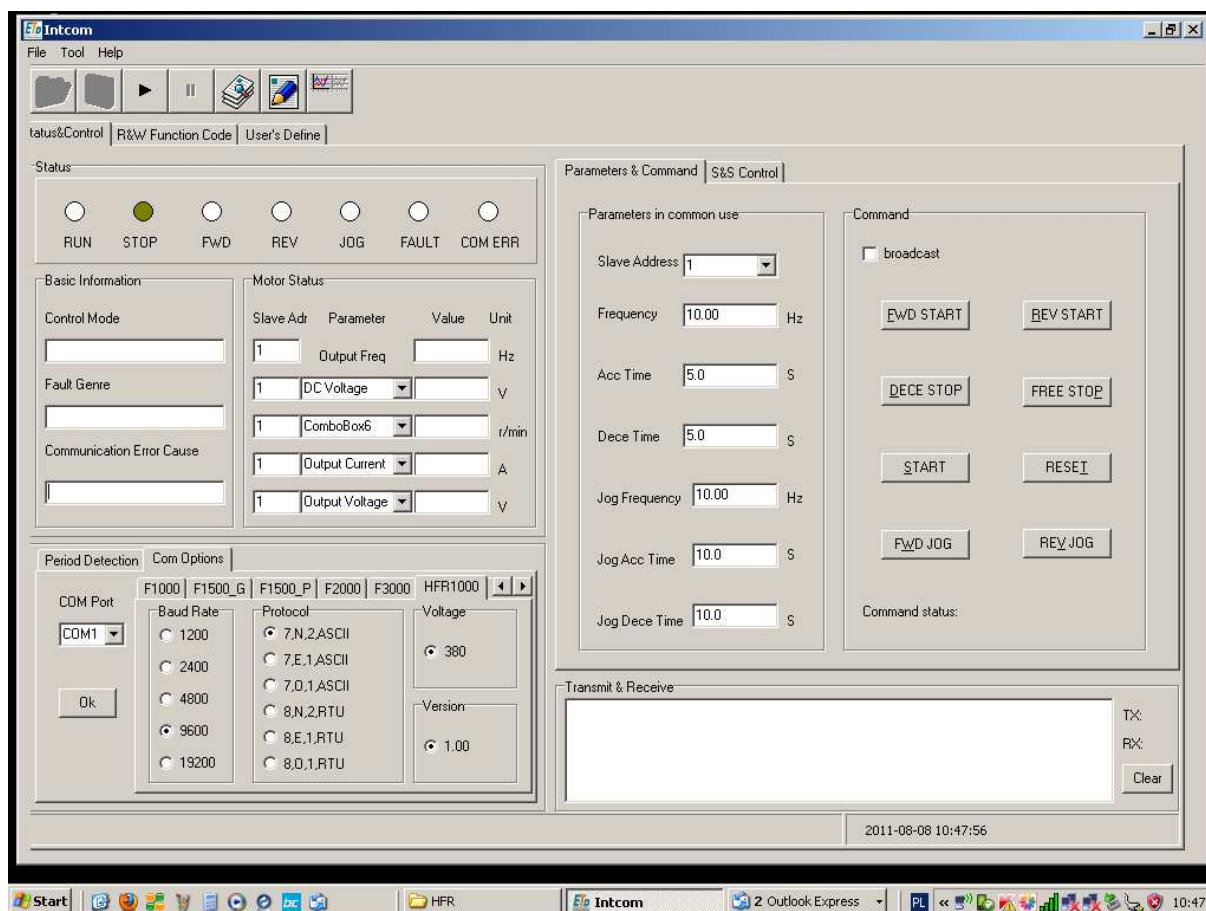 Intcom
File Tool Help
tatus&Control R&W Function Code User's Define
Status
RUN STOP FWD REV JOG FAULT COM ERR
Basic Information
Control Mode
Fault Genre
Communication Error Cause
Motor Status
Slave Adr Parameter Value Unit
1 Output Freq Hz
1 DC Voltage V
1 ComboBox6 r/min
1 Output Current A
1 Output Voltage V
Period Detection Com Options
COM Port
COM1
Ok
F1000 F1500_G F1500_P F2000 F3000 HFR1000
Baud Rate
1200
2400
4800
9600
19200
Protocol
7,N,2,ASCII
7,E,1,ASCII
7,O,1,ASCII
8,N,2,RTU
8,E,1,RTU
8,O,1,RTU
Voltage
380
Version
1.00
Parameters & Command S&S Control
Parameters in common use
Slave Address 1
Frequency 10.00 Hz
Acc Time 5.0 S
Dece Time 5.0 S
Jog Frequency 10.00 Hz
Jog Acc Time 10.0 S
Jog Dece Time 10.0 S
Command
broadcast
FWD START REV START
DECE STOP FREE STOP
START RESET
FWD JOG REV JOG
Command status:
Transmit & Receive
TX:
RX:
Clear
2011-08-08 10:47:56
Start HFR Intcom 2 Outlook Express PL « 10:47